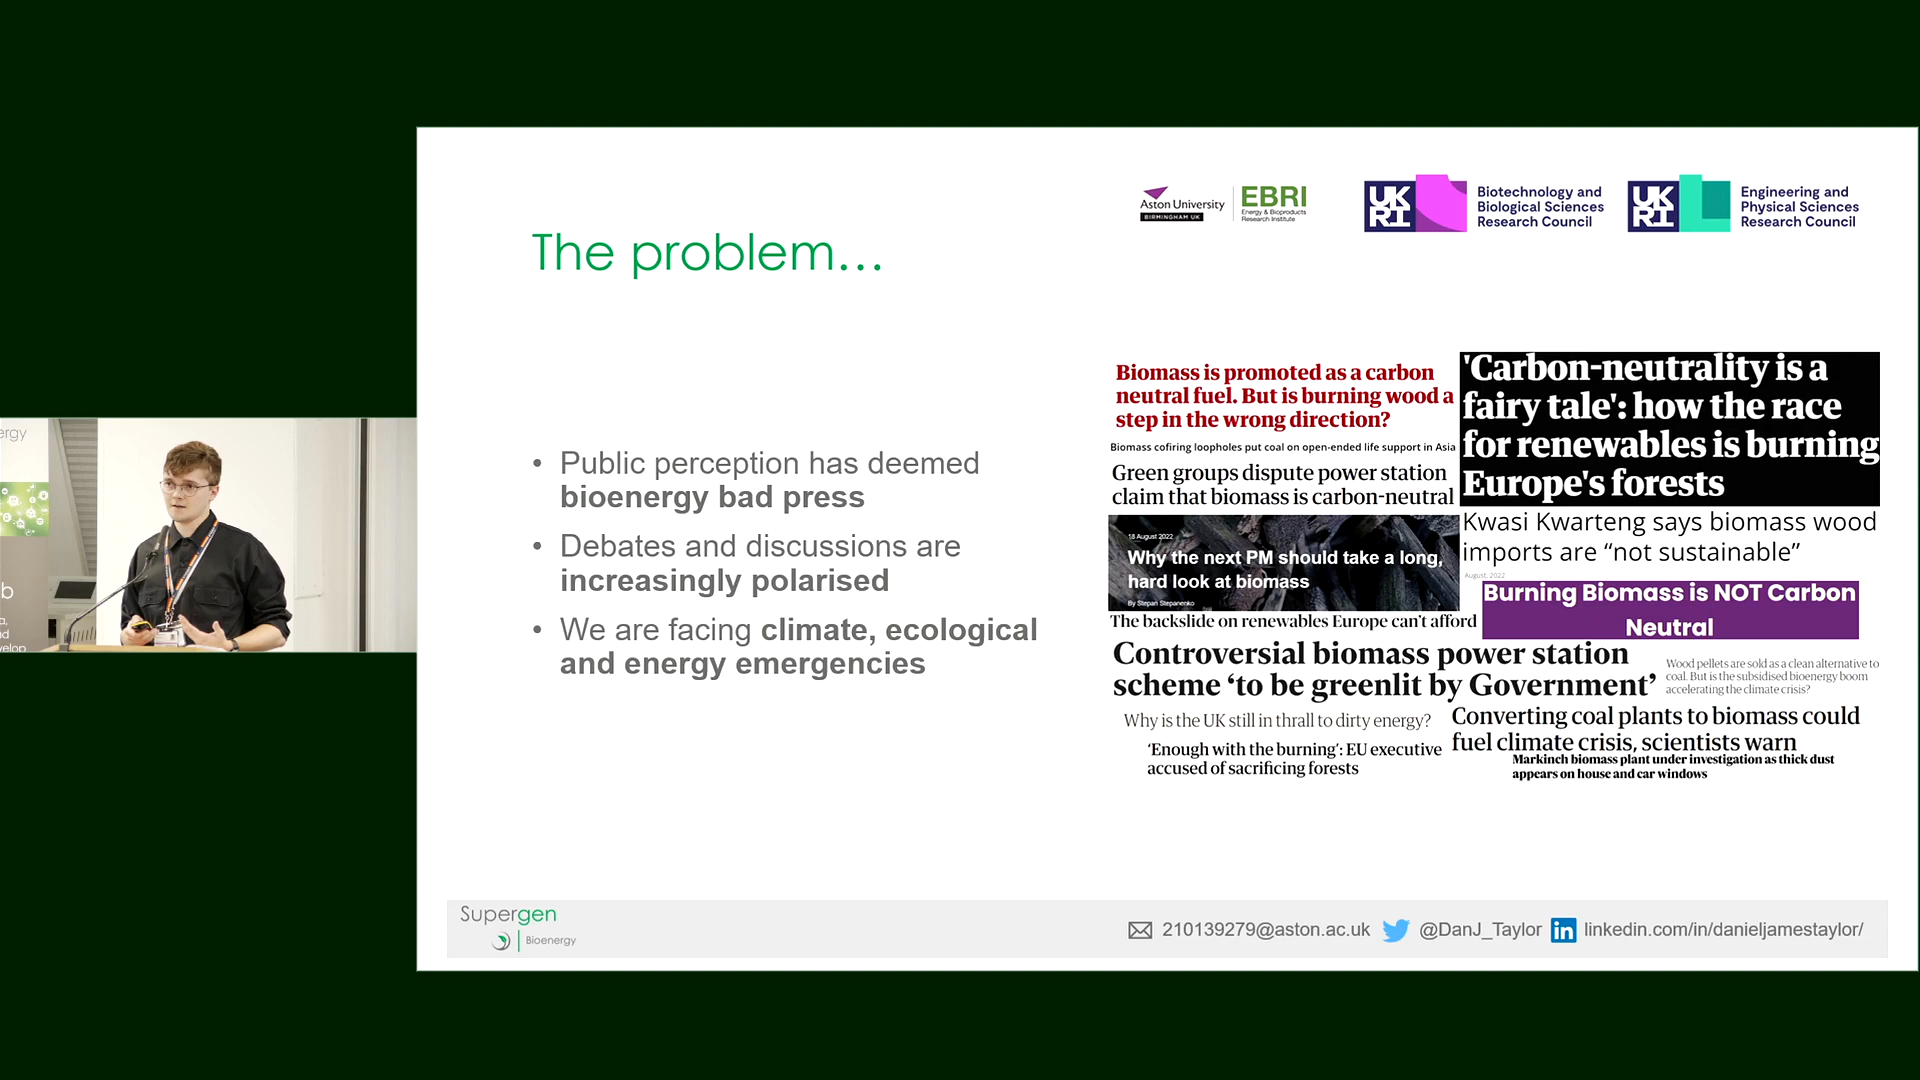 ergy
b
a,
nd
velop
Aston University
BIRMINGHAM UK
EBRI
Energy & Bioproducts
Research Institute
UK
RI
Biotechnology and
Biological Sciences
Research Council
UK
RI
Engineering and
Physical Sciences
Research Council
The problem...
• Public perception has deemed
bioenergy bad press
• Debates and discussions are
increasingly polarised
• We are facing climate, ecological
and energy emergencies
Biomass is promoted as a carbon
neutral fuel. But is burning wood a
step in the wrong direction?
Biomass cofiring loopholes put coal on open-ended life support in Asia
Green groups dispute power station
claim that biomass is carbon-neutral
18 August 2022
Why the next PM should take a long,
hard look at biomass
By Stepan Stepanenko
The backslide on renewables Europe can't afford
'Carbon-neutrality is a
fairy tale': how the race
for renewables is burning
Europe's forests
Kwasi Kwarteng says biomass wood
imports are “not sustainable”
August, 2022
Burning Biomass is NOT Carbon
Neutral
Controversial biomass power station
scheme ‘to be greenlit by Government’
Wood pellets are sold as a clean alternative to
coal. But is the subsidised bioenergy boom
accelerating the climate crisis?
Why is the UK still in thrall to dirty energy?
Converting coal plants to biomass could
fuel climate crisis, scientists warn
‘Enough with the burning’: EU executive
accused of sacrificing forests
Markinch biomass plant under investigation as thick dust
appears on house and car windows
Supergen
Bioenergy
210139279@aston.ac.uk
@DanJ_Taylor
in linkedin.com/in/danieljamestaylor/